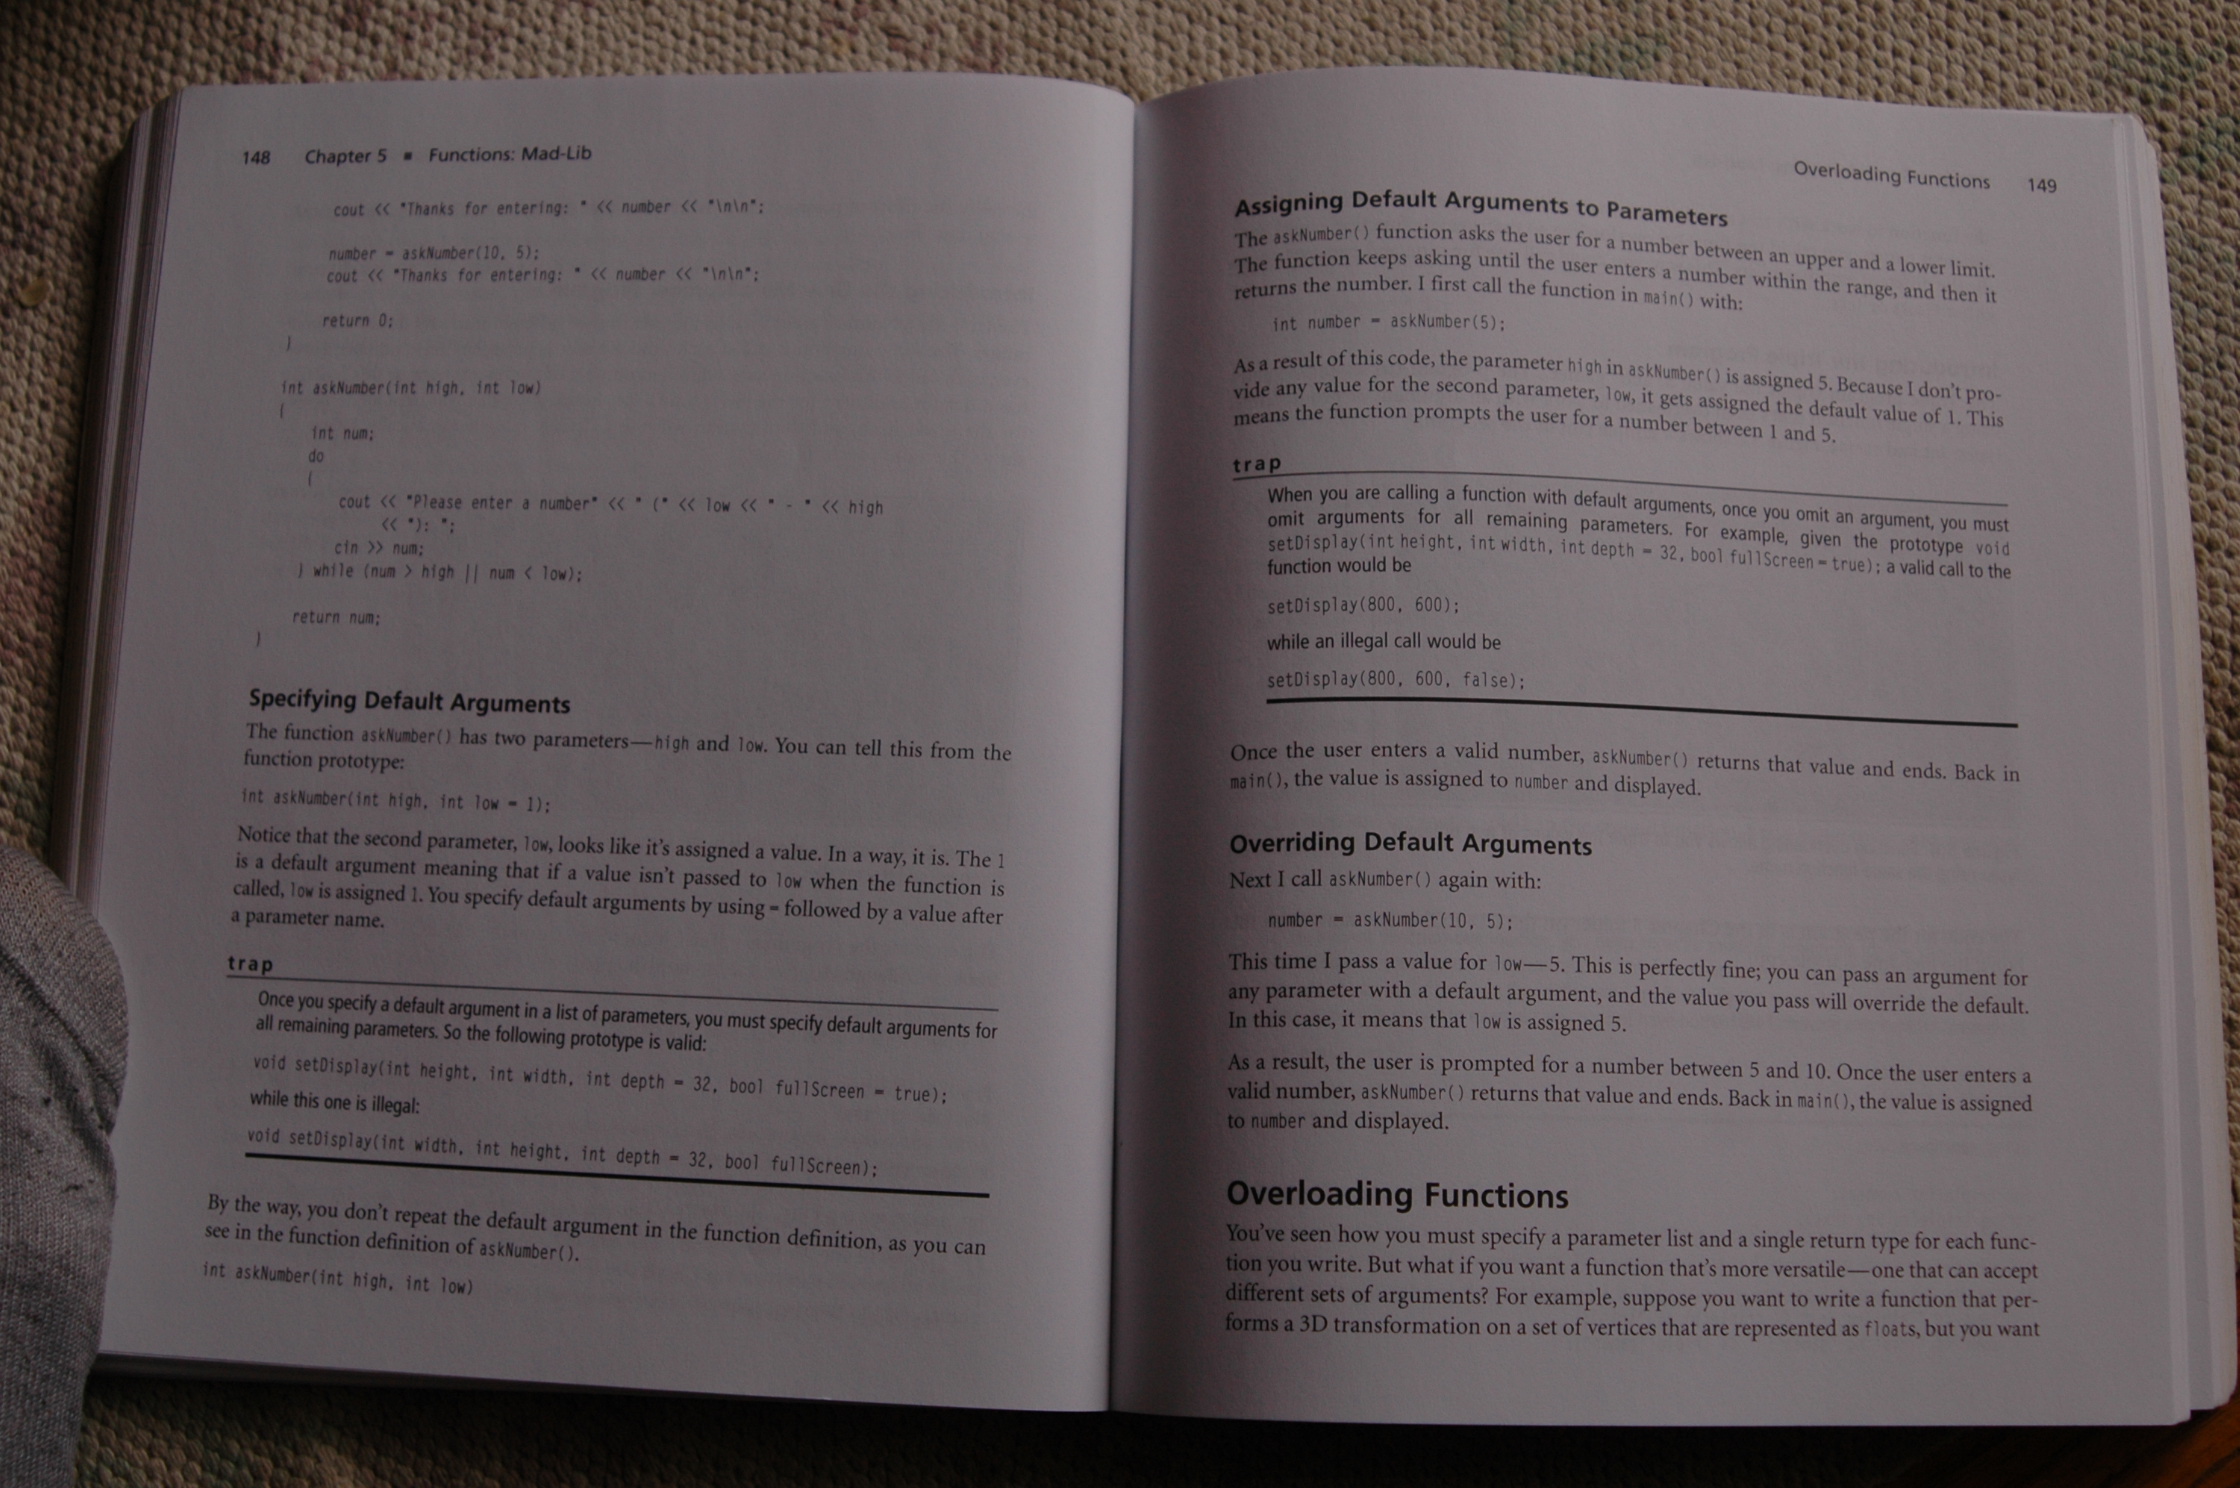 148 Chapter 5 ■ Functions: Mad-Lib
cout << "Thanks for entering: " << number << "\n\n";
number = askNumber(10, 5);
cout << "Thanks for entering: " << number << "\n\n";
return 0;
}
int askNumber(int high, int low)
{
int num;
do
{
cout << "Please enter a number" << " (" << low << " - " << high
<< "): ";
cin >> num;
} while (num > high || num < low);
return num;
}
Specifying Default Arguments
The function askNumber() has two parameters—high and low. You can tell this from the
function prototype:
int askNumber(int high, int low = 1);
Notice that the second parameter, low, looks like it's assigned a value. In a way, it is. The 1
is a default argument meaning that if a value isn't passed to low when the function is
called, low is assigned 1. You specify default arguments by using = followed by a value after
a parameter name.
trap
Once you specify a default argument in a list of parameters, you must specify default arguments for
all remaining parameters. So the following prototype is valid:
void setDisplay(int height, int width, int depth = 32, bool fullScreen = true);
while this one is illegal:
void setDisplay(int width, int height, int depth = 32, bool fullScreen);
By the way, you don't repeat the default argument in the function definition, as you can
see in the function definition of askNumber().
int askNumber(int high, int low)
Overloading Functions 149
Assigning Default Arguments to Parameters
The askNumber() function asks the user for a number between an upper and a lower limit.
The function keeps asking until the user enters a number within the range, and then it
returns the number. I first call the function in main() with:
int number = askNumber(5);
As a result of this code, the parameter high in askNumber() is assigned 5. Because I don't pro-
vide any value for the second parameter, low, it gets assigned the default value of 1. This
means the function prompts the user for a number between 1 and 5.
trap
When you are calling a function with default arguments, once you omit an argument, you must
omit arguments for all remaining parameters. For example, given the prototype void
setDisplay(int height, int width, int depth = 32, bool fullScreen = true); a valid call to the
function would be
setDisplay(800, 600);
while an illegal call would be
setDisplay(800, 600, false);
Once the user enters a valid number, askNumber() returns that value and ends. Back in
main(), the value is assigned to number and displayed.
Overriding Default Arguments
Next I call askNumber() again with:
number = askNumber(10, 5);
This time I pass a value for low—5. This is perfectly fine; you can pass an argument for
any parameter with a default argument, and the value you pass will override the default.
In this case, it means that low is assigned 5.
As a result, the user is prompted for a number between 5 and 10. Once the user enters a
valid number, askNumber() returns that value and ends. Back in main(), the value is assigned
to number and displayed.
Overloading Functions
You've seen how you must specify a parameter list and a single return type for each func-
tion you write. But what if you want a function that's more versatile—one that can accept
different sets of arguments? For example, suppose you want to write a function that per-
forms a 3D transformation on a set of vertices that are represented as floats, but you want